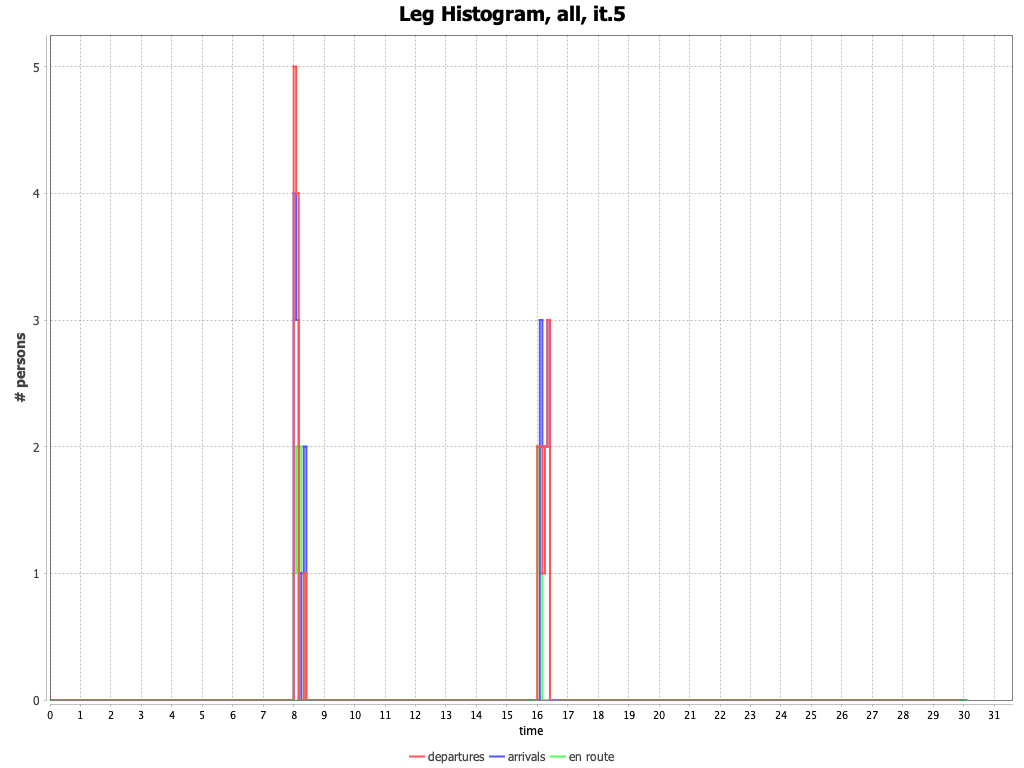 Leg Histogram, all, it.5
# persons
5
4
3
2
1
0
0 1 2 3 4 5 6 7 8 9 10 11 12 13 14 15 16 17 18 19 20 21 22 23 24 25 26 27 28 29 30 31
time
departures arrivals en route